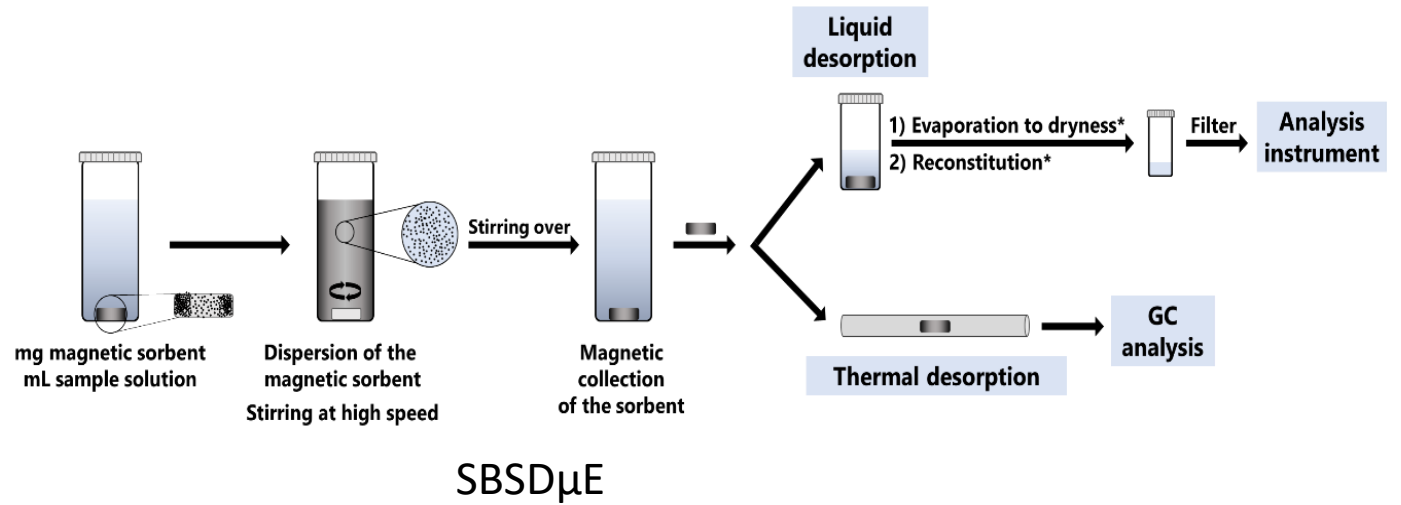 mg magnetic sorbent
mL sample solution
Dispersion of the
magnetic sorbent
Stirring at high speed
Stirring over
Magnetic
collection
of the sorbent
Liquid
desorption
1) Evaporation to dryness*
2) Reconstitution*
Filter
Analysis
instrument
Thermal desorption
GC
analysis
SBSDµE